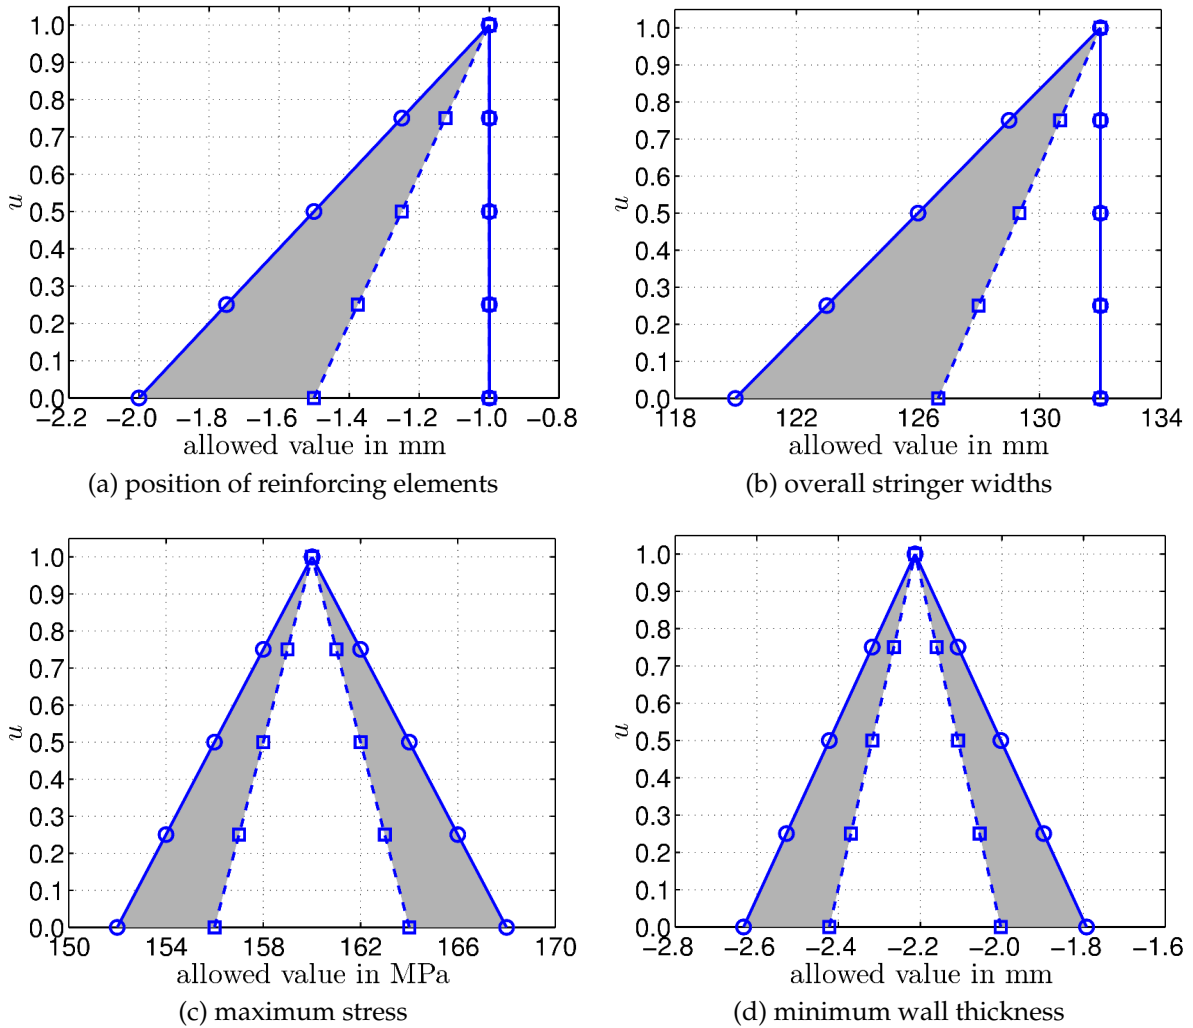 1.0
0.9
0.8
0.7
0.6
0.5
0.4
0.3
0.2
0.1
0.0
u
-2.2 -2.0 -1.8 -1.6 -1.4 -1.2 -1.0 -0.8
allowed value in mm
(a) position of reinforcing elements
1.0
0.9
0.8
0.7
0.6
0.5
0.4
0.3
0.2
0.1
0.0
u
118 122 126 130 134
allowed value in mm
(b) overall stringer widths
1.0
0.9
0.8
0.7
0.6
0.5
0.4
0.3
0.2
0.1
0.0
u
150 154 158 162 166 170
allowed value in MPa
(c) maximum stress
1.0
0.9
0.8
0.7
0.6
0.5
0.4
0.3
0.2
0.1
0.0
u
-2.8 -2.6 -2.4 -2.2 -2.0 -1.8 -1.6
allowed value in mm
(d) minimum wall thickness